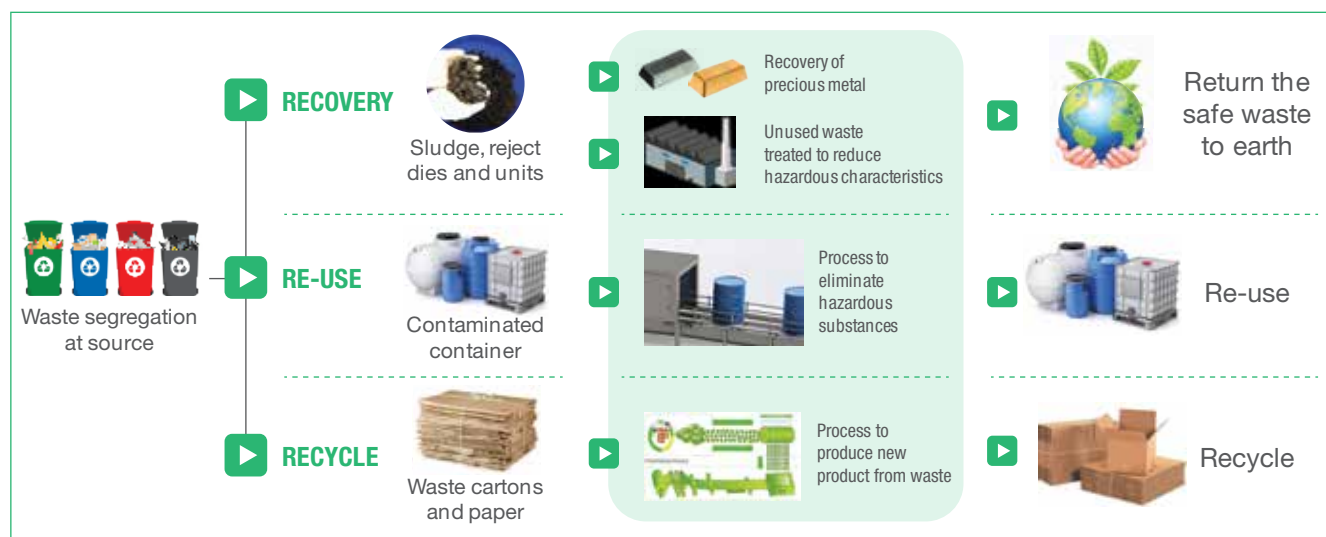 Waste segregation
at source
RECOVERY
Sludge, reject
dies and units
Recovery of
precious metal
Unused waste
treated to reduce
hazardous characteristics
Return the
safe waste
to earth
RE-USE
Contaminated
container
Process to
eliminate
hazardous
substances
Re-use
RECYCLE
Waste cartons
and paper
Process to
produce new
product from waste
Recycle